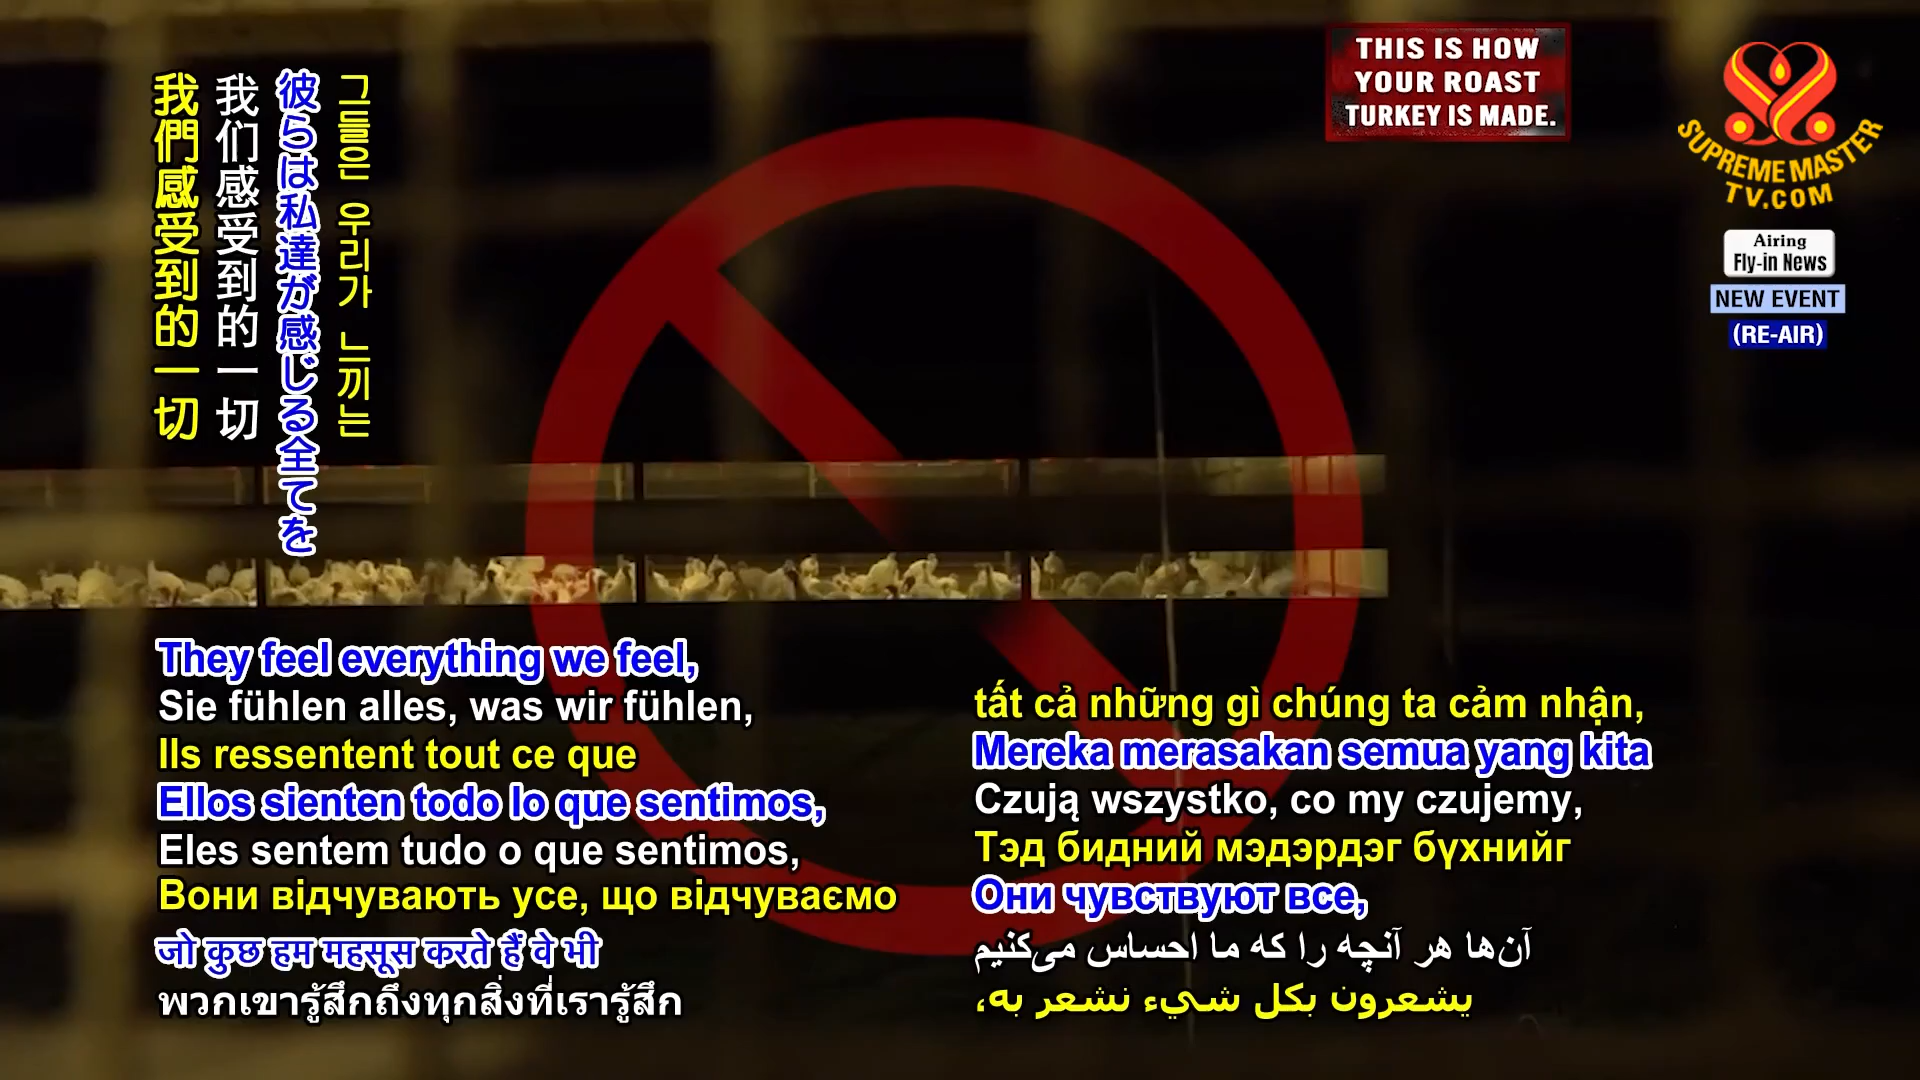 THIS IS HOW
YOUR ROAST
TURKEY IS MADE.
SUPREME MASTER
TV.COM
Airing
Fly-in News
NEW EVENT
(RE-AIR)
그들은 우리가 느끼는
彼らは私達が感じる全てを
我们感受到的一切
我們感受到的一切
They feel everything we feel,
Sie fühlen alles, was wir fühlen,
Ils ressentent tout ce que
Ellos sienten todo lo que sentimos,
Eles sentem tudo o que sentimos,
Вони відчувають усе, що відчуваємо
जो कुछ हम महसूस करते हैं वे भी
พวกเขารู้สึกถึงทุกสิ่งที่เรารู้สึก
tất cả những gì chúng ta cảm nhận,
Mereka merasakan semua yang kita
Czują wszystko, co my czujemy,
Тэд бидний мэдэрдэг бүхнийг
Они чувствуют все,
آن‌ها هر آنچه را که ما احساس می‌کنیم
يشعرون بكل شيء نشعر به،